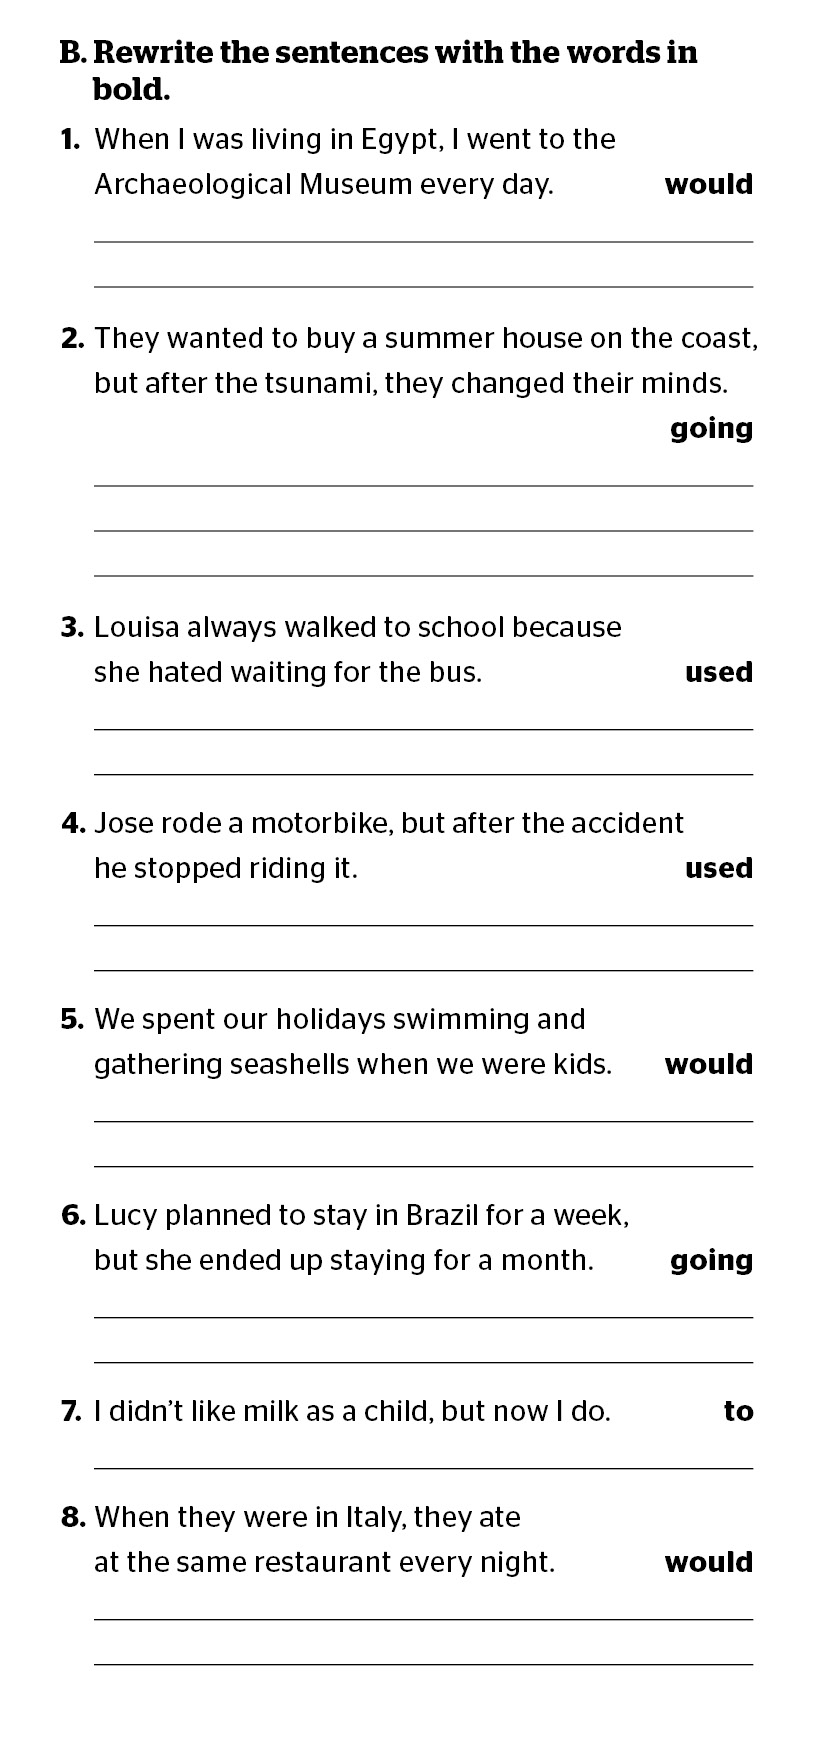 B. Rewrite the sentences with the words in
bold.
1. When I was living in Egypt, I went to the
Archaeological Museum every day. would
2. They wanted to buy a summer house on the coast,
but after the tsunami, they changed their minds.
going
3. Louisa always walked to school because
she hated waiting for the bus. used
4. Jose rode a motorbike, but after the accident
he stopped riding it. used
5. We spent our holidays swimming and
gathering seashells when we were kids. would
6. Lucy planned to stay in Brazil for a week,
but she ended up staying for a month. going
7. I didn’t like milk as a child, but now I do. to
8. When they were in Italy, they ate
at the same restaurant every night. would